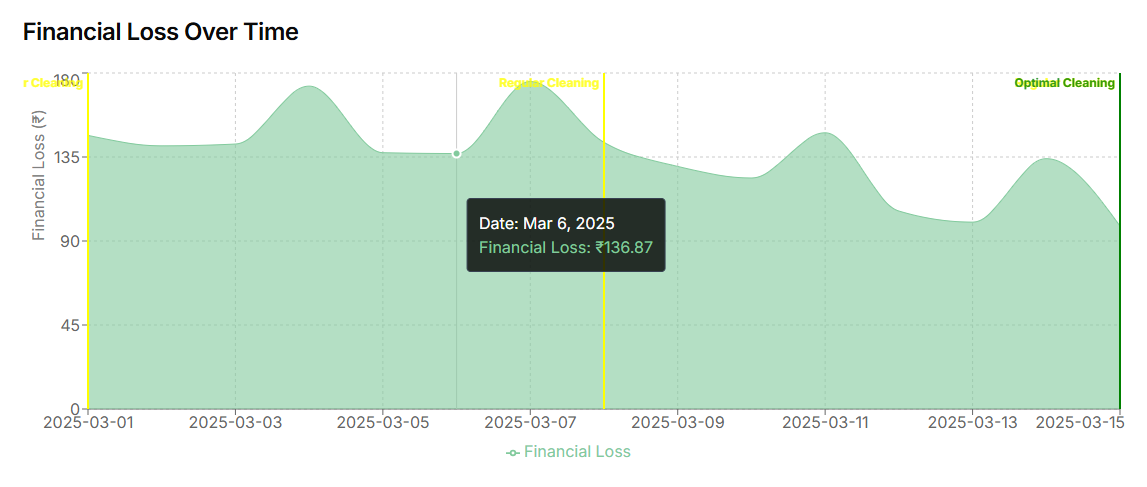 Financial Loss Over Time
180
r Cleaning
Regular Cleaning
Optimal Cleaning
Financial Loss (₹)
135
90
45
0
Date: Mar 6, 2025
Financial Loss: ₹136.87
2025-03-01
2025-03-03
2025-03-05
2025-03-07
2025-03-09
2025-03-11
2025-03-13
2025-03-15
Financial Loss